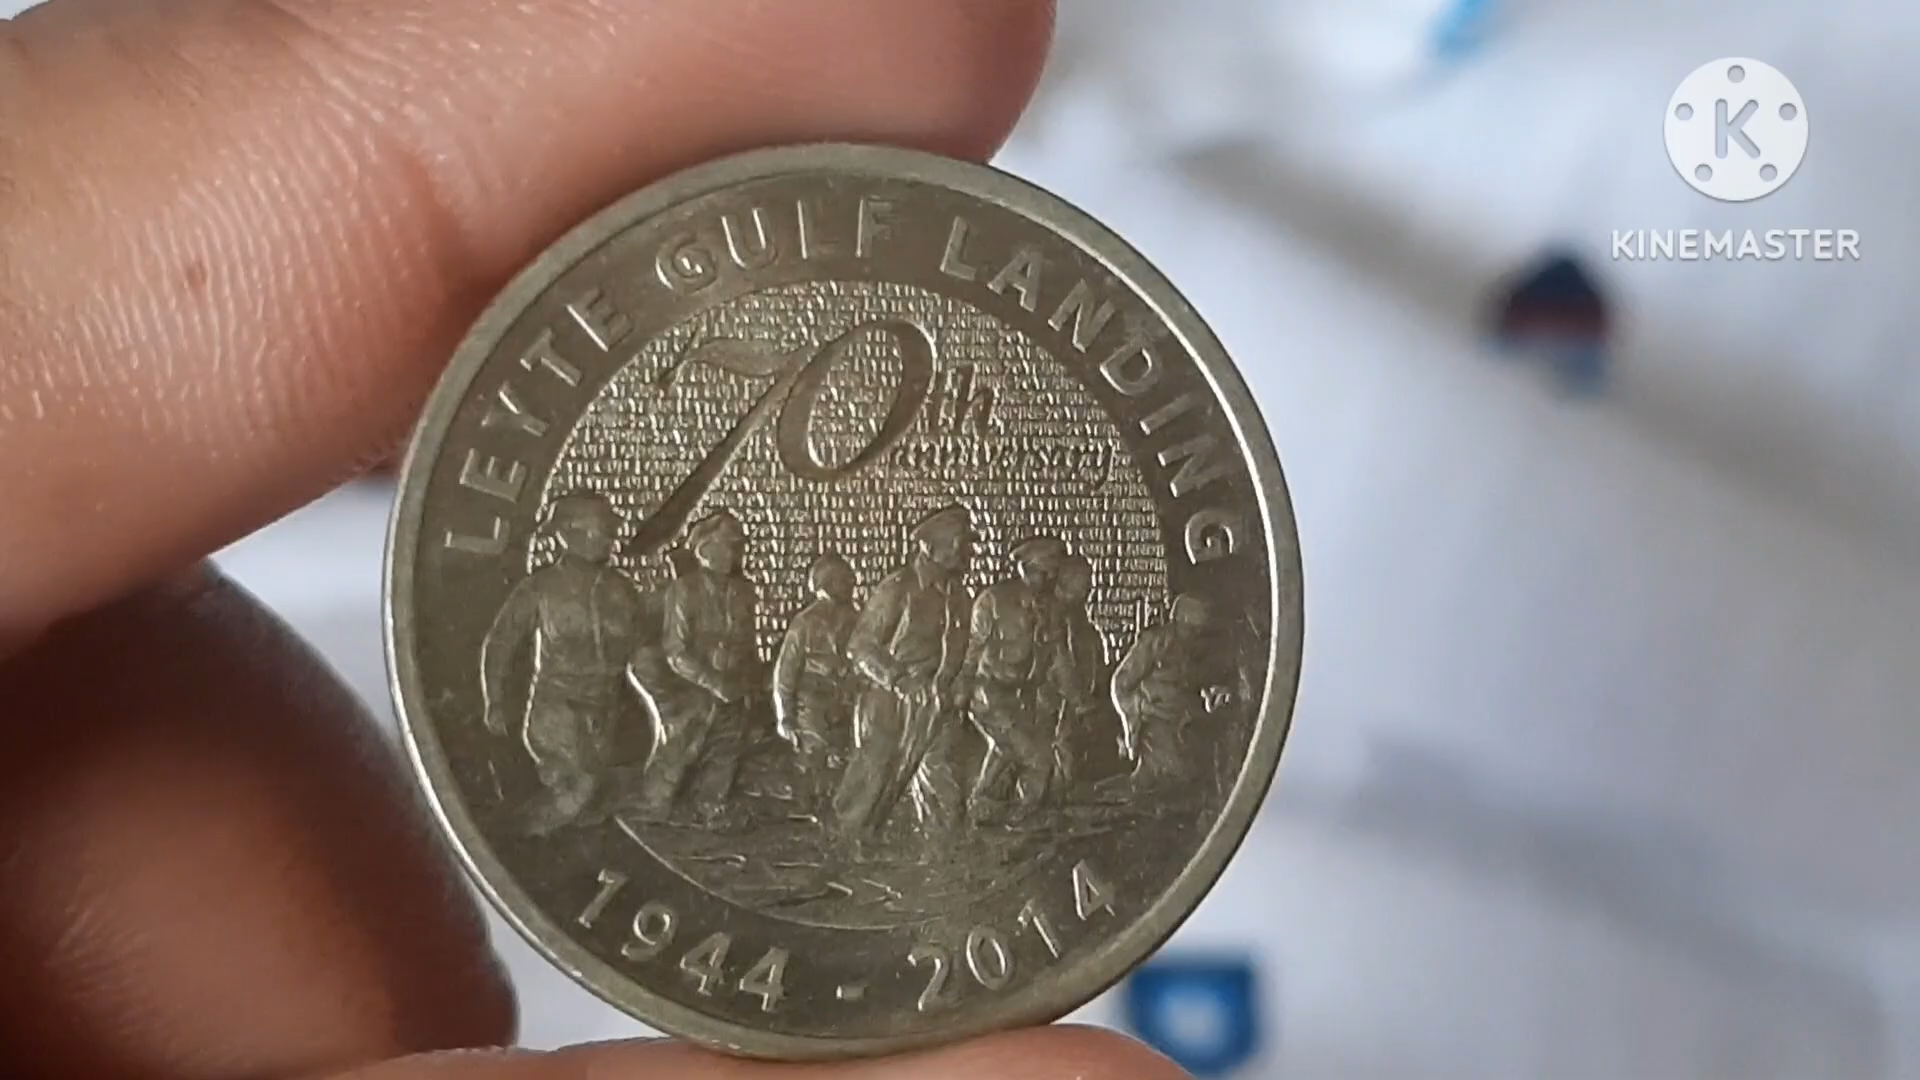 LEYTE GULF LANDING
70th
anniversary
1944 - 2014
K
KINEMASTER